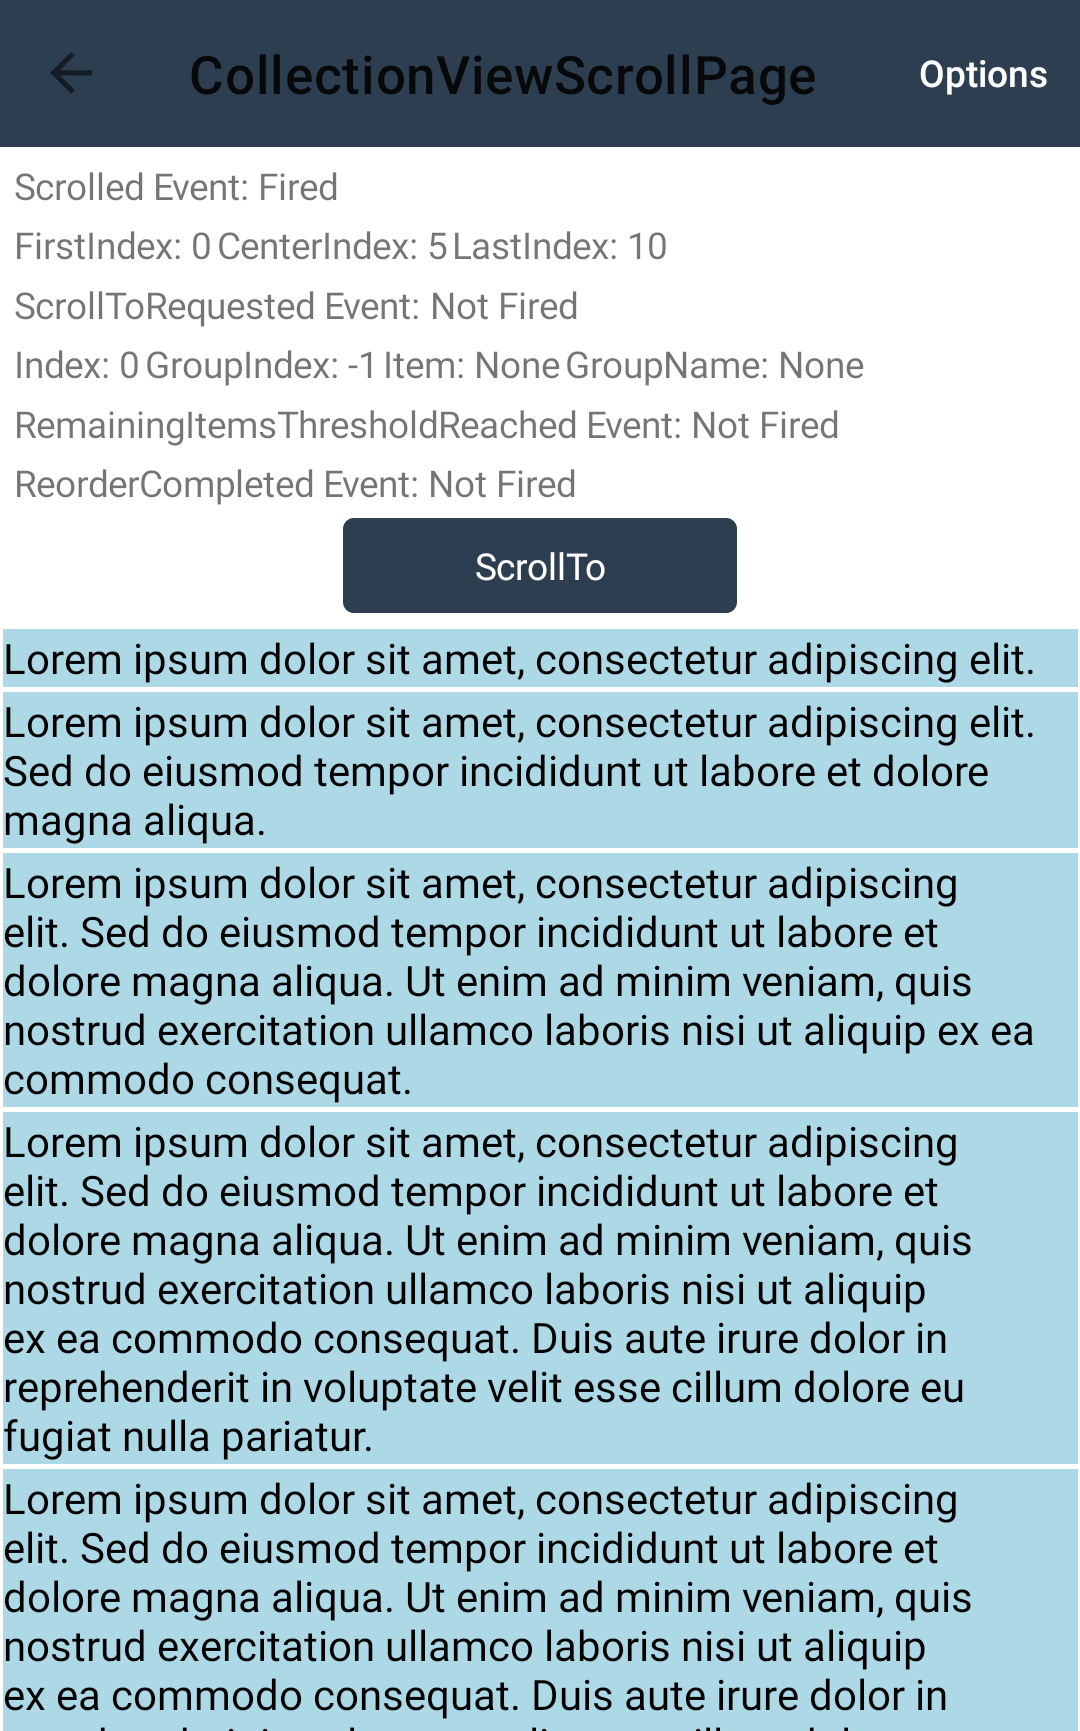 CollectionViewScrollPage
Options
Scrolled Event: Fired
FirstIndex: 0 CenterIndex: 5 LastIndex: 10
ScrollToRequested Event: Not Fired
Index: 0 GroupIndex: -1 Item: None GroupName: None
RemainingItemsThresholdReached Event: Not Fired
ReorderCompleted Event: Not Fired
ScrollTo
Lorem ipsum dolor sit amet, consectetur adipiscing elit.
Lorem ipsum dolor sit amet, consectetur adipiscing elit.
Sed do eiusmod tempor incididunt ut labore et dolore
magna aliqua.
Lorem ipsum dolor sit amet, consectetur adipiscing
elit. Sed do eiusmod tempor incididunt ut labore et
dolore magna aliqua. Ut enim ad minim veniam, quis
nostrud exercitation ullamco laboris nisi ut aliquip ex ea
commodo consequat.
Lorem ipsum dolor sit amet, consectetur adipiscing
elit. Sed do eiusmod tempor incididunt ut labore et
dolore magna aliqua. Ut enim ad minim veniam, quis
nostrud exercitation ullamco laboris nisi ut aliquip
ex ea commodo consequat. Duis aute irure dolor in
reprehenderit in voluptate velit esse cillum dolore eu
fugiat nulla pariatur.
Lorem ipsum dolor sit amet, consectetur adipiscing
elit. Sed do eiusmod tempor incididunt ut labore et
dolore magna aliqua. Ut enim ad minim veniam, quis
nostrud exercitation ullamco laboris nisi ut aliquip
ex ea commodo consequat. Duis aute irure dolor in